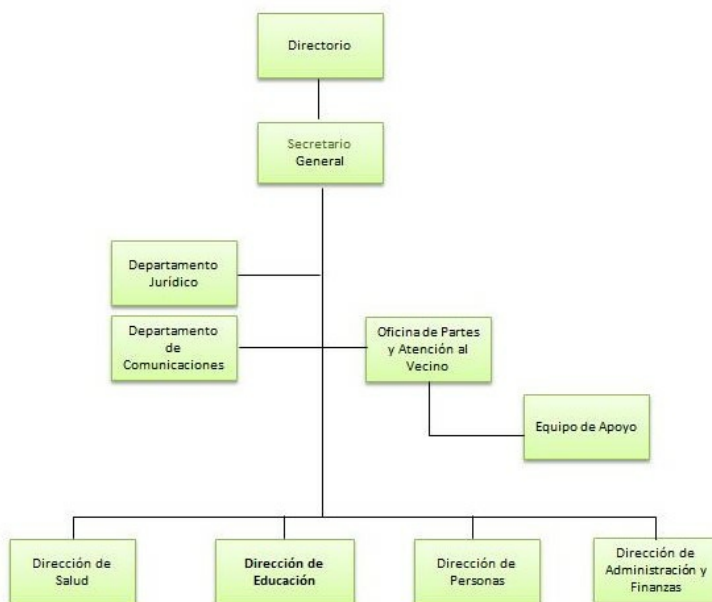 Directorio
Secretario
General
Departamento
Jurídico
Departamento
de
Comunicaciones
Oficina de Partes
y Atención al
Vecino
Equipo de Apoyo
Dirección de
Salud
Dirección de
Educación
Dirección de
Personas
Dirección de
Administración y
Finanzas